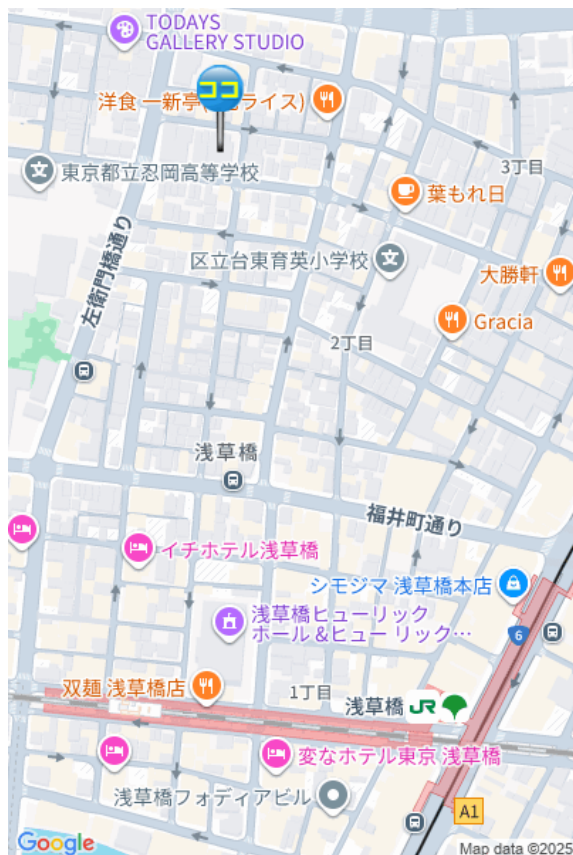 TODAYS
GALLERY STUDIO
ココ
洋食 一新亭(
ライス)
3丁目
東京都立忍岡高等学校
葉もれ日
左衛門橋通り
区立台東育英小学校
大勝軒
Gracia
2丁目
浅草橋
福井町通り
イチホテル浅草橋
シモジマ 浅草橋本店
浅草橋ヒューリック
ホール &ヒュー リック…
6
双麺 浅草橋店
1丁目
浅草橋 JR
変なホテル東京 浅草橋
浅草橋フォディアビル
A1
Google
Map data ©2025